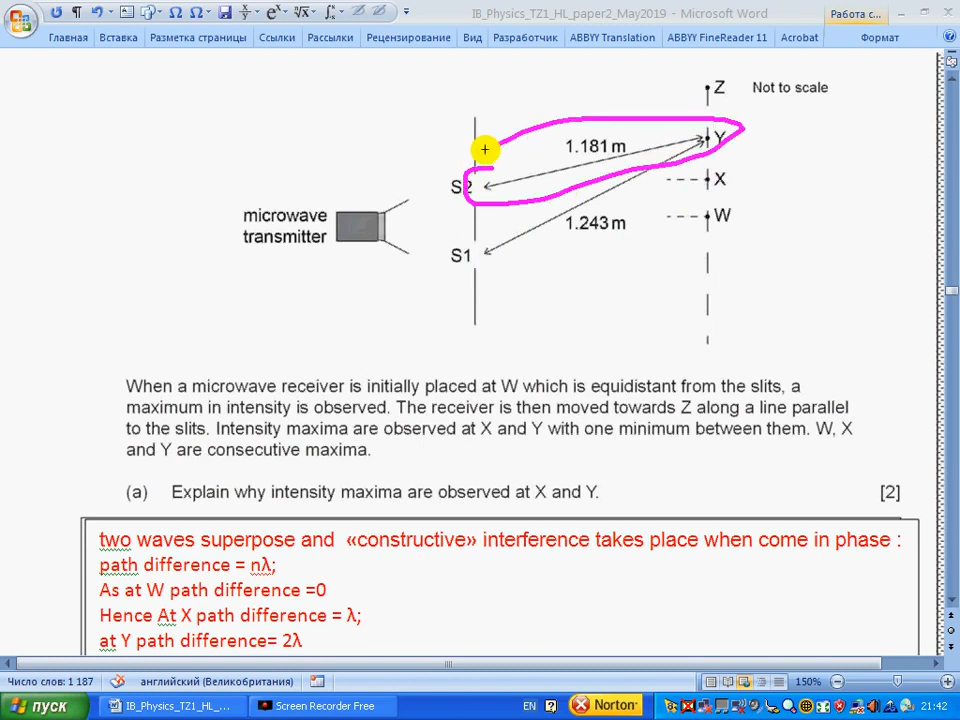 IB_Physics_TZ1_HL_paper2_May2019 - Microsoft Word
Работа с...
Главная Вставка Разметка страницы Ссылки Рассылки Рецензирование Вид Разработчик ABBYY Translation ABBYY FineReader 11 Acrobat Формат
Z Not to scale
1.181 m Y
S2 X
microwave
transmitter
1.243 m W
S1
When a microwave receiver is initially placed at W which is equidistant from the slits, a
maximum in intensity is observed. The receiver is then moved towards Z along a line parallel
to the slits. Intensity maxima are observed at X and Y with one minimum between them. W, X
and Y are consecutive maxima.
(a) Explain why intensity maxima are observed at X and Y. [2]
two waves superpose and «constructive» interference takes place when come in phase :
path difference = nλ;
As at W path difference =0
Hence At X path difference = λ;
at Y path difference= 2λ
Число слов: 1 187 английский (Великобритания) 150%
пуск IB_Physics_TZ1_HL_... Screen Recorder Free EN Norton 21:42